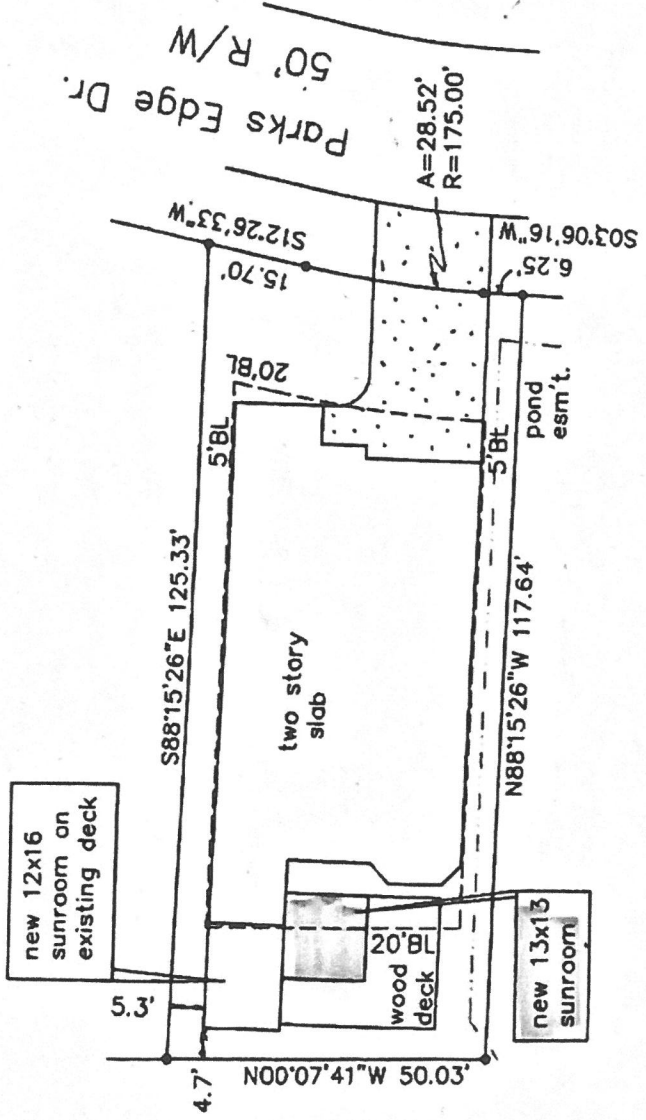 Parks Edge Dr.
50' R/W
A=28.52'
R=175.00'
S12°26'33"W
15.70'
S03°06'16"W
6.25'
20'BL
5'BL
S88°15'26"E 125.33'
5'BL
pond
esm't.
two story
slab
N88°15'26"W 117.64'
new 12x16
sunroom on
existing deck
5.3'
20'BL
wood
deck
new 13x13
sunroom
4.7'
N00°07'41"W 50.03'